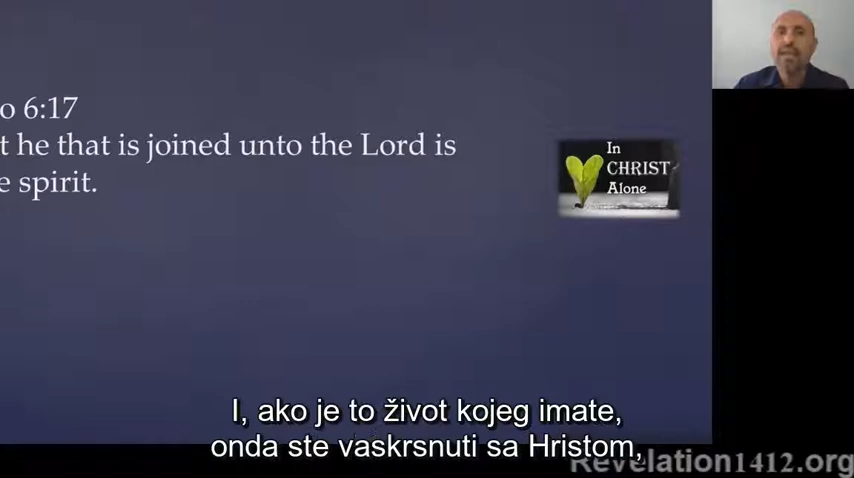 o 6:17
t he that is joined unto the Lord is
e spirit.
In
CHRIST
Alone
I, ako je to život kojeg imate,
onda ste vaskrsnuti sa Hristom,
Revelation1412.org